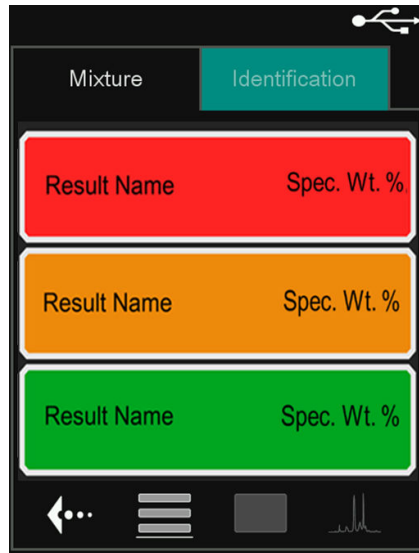 Mixture Identification
Result Name Spec. Wt. %
Result Name Spec. Wt. %
Result Name Spec. Wt. %